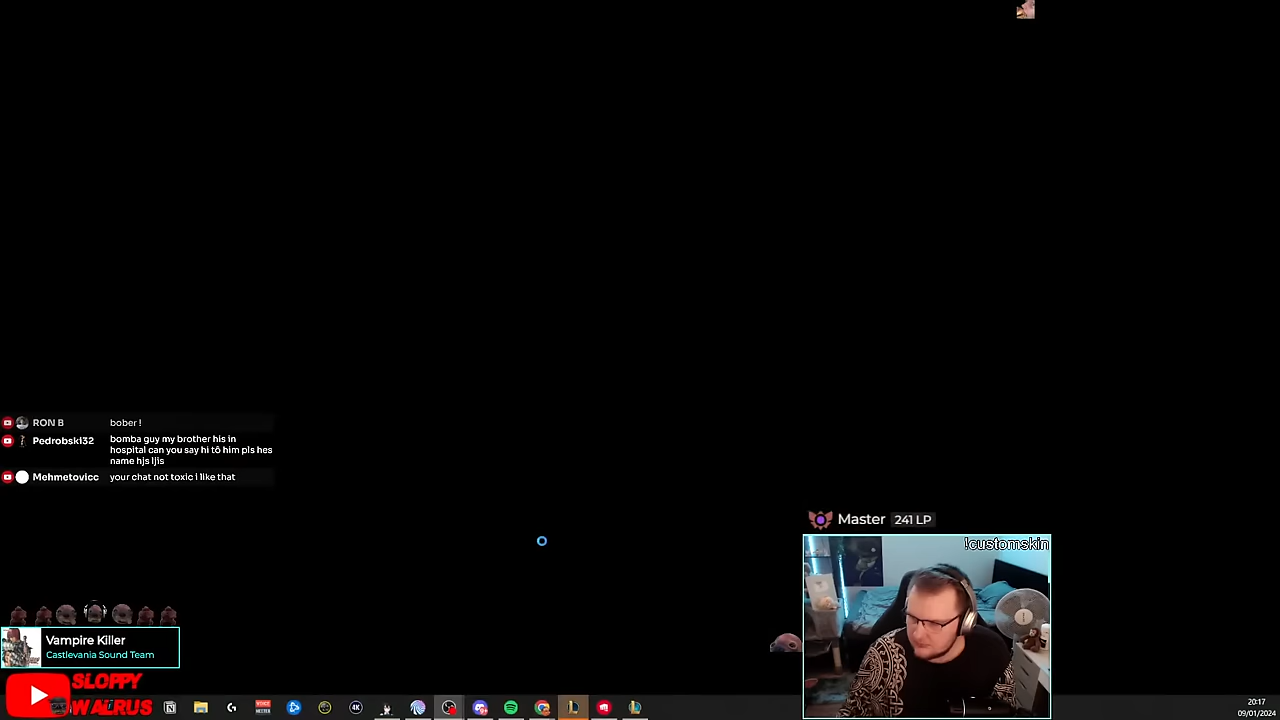 RON B bober !
Pedrobski32 bomba guy my brother his in
hospital can you say hi tô him pls hes
name hjs ljis
Mehmetovicc your chat not toxic i like that
Master 241 LP
!customskin
Vampire Killer
Castlevania Sound Team
SLOPPY
WALRUS
4K
20:17
09/01/2024